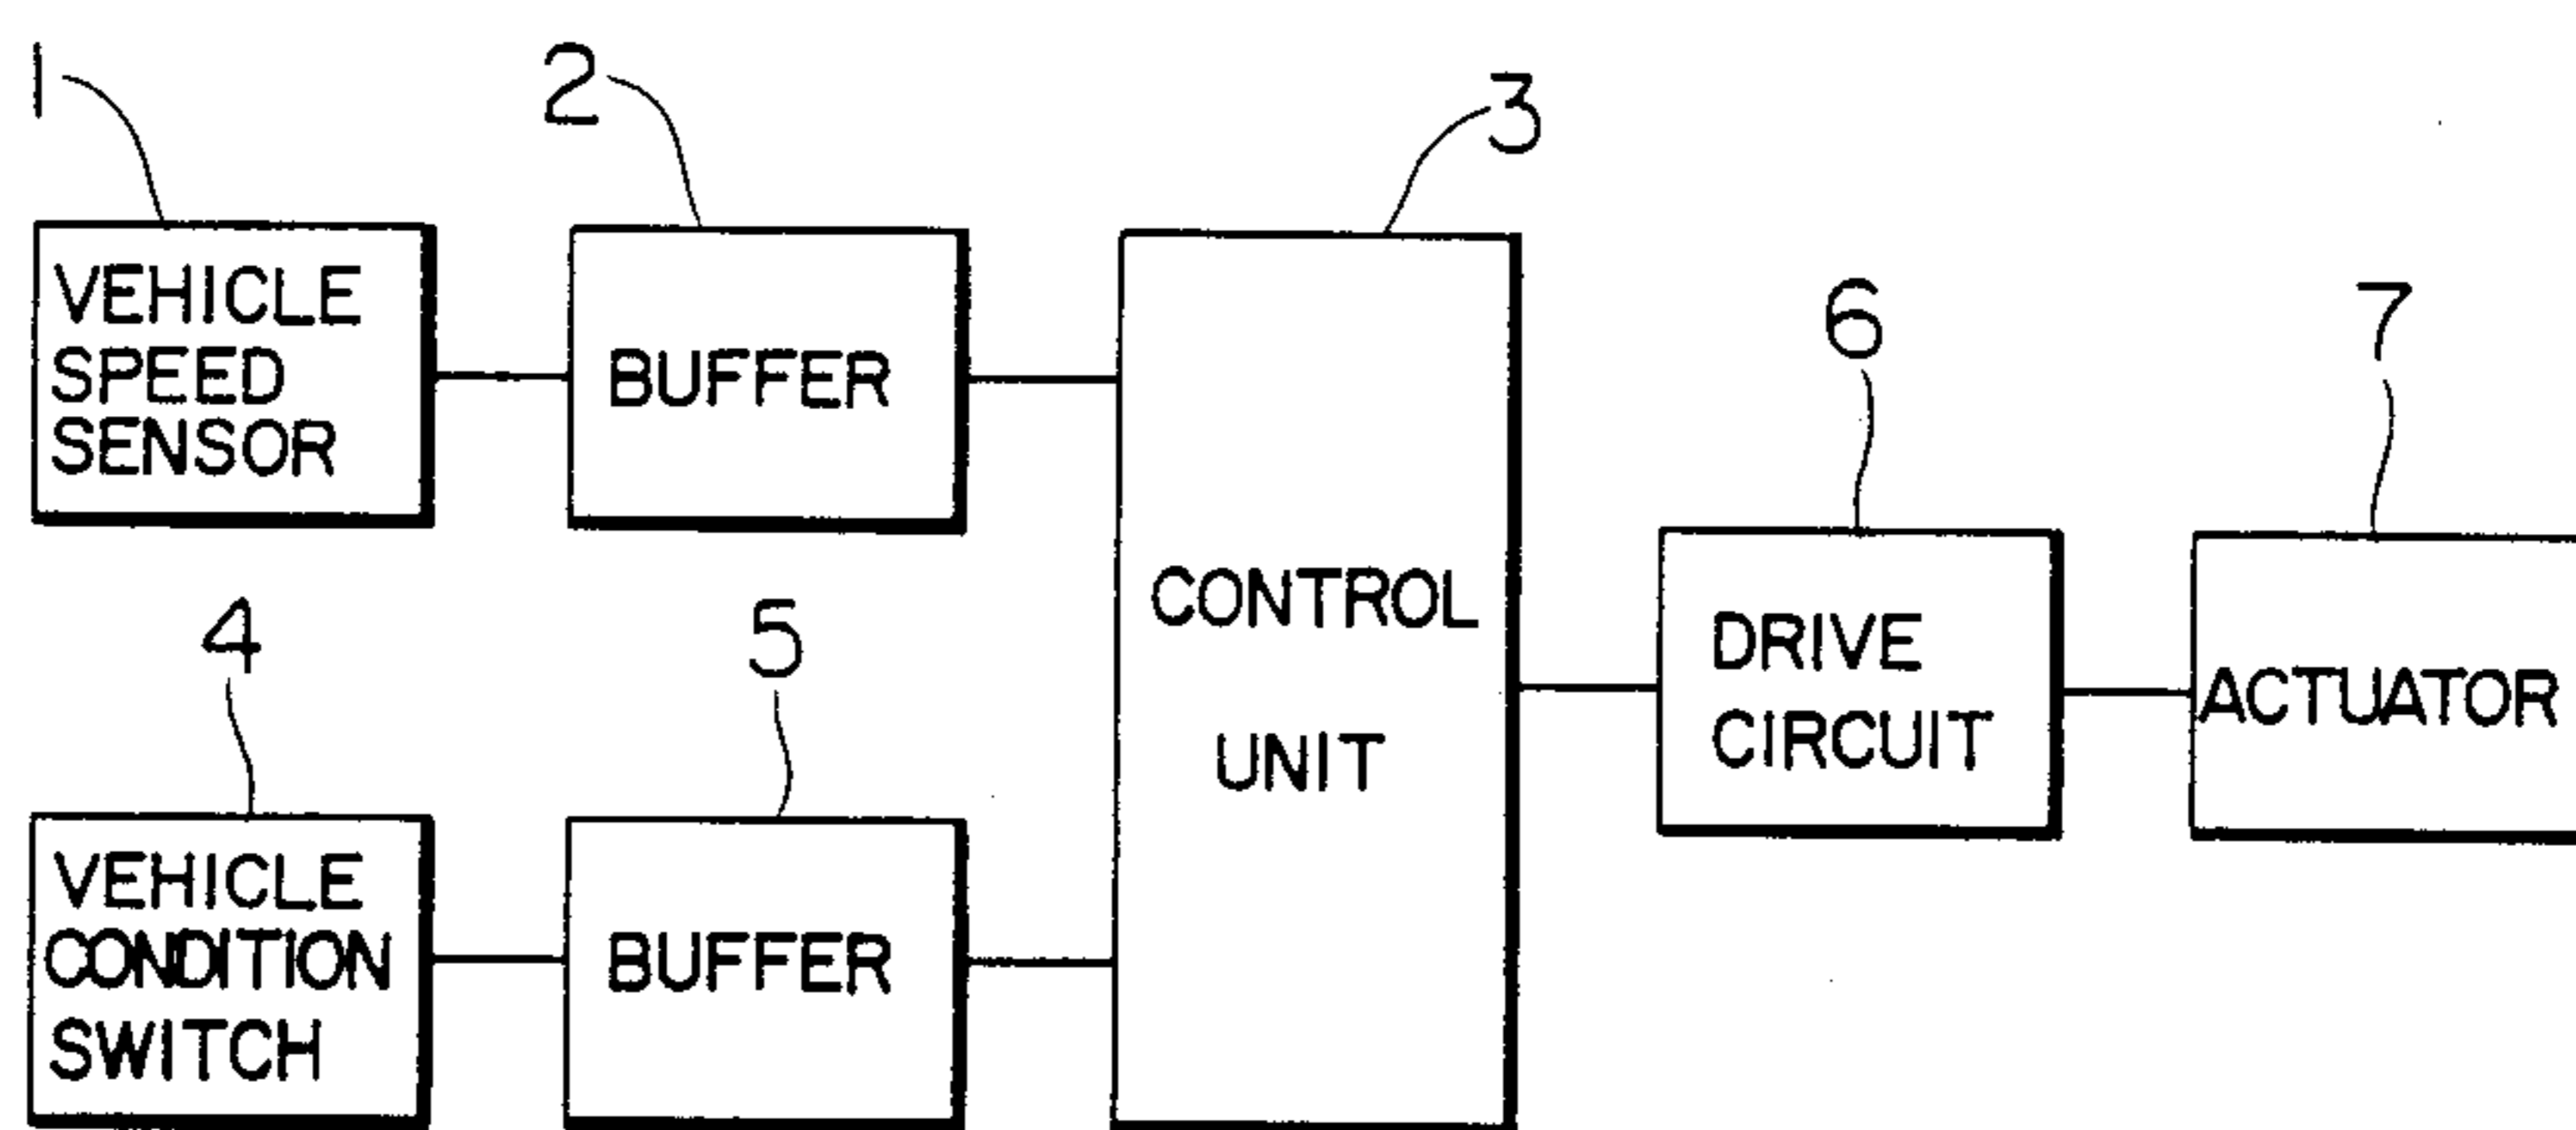 1
2
3
VEHICLE
SPEED
SENSOR
BUFFER
6
7
4
5
CONTROL
UNIT
DRIVE
CIRCUIT
ACTUATOR
VEHICLE
CONDITION
SWITCH
BUFFER